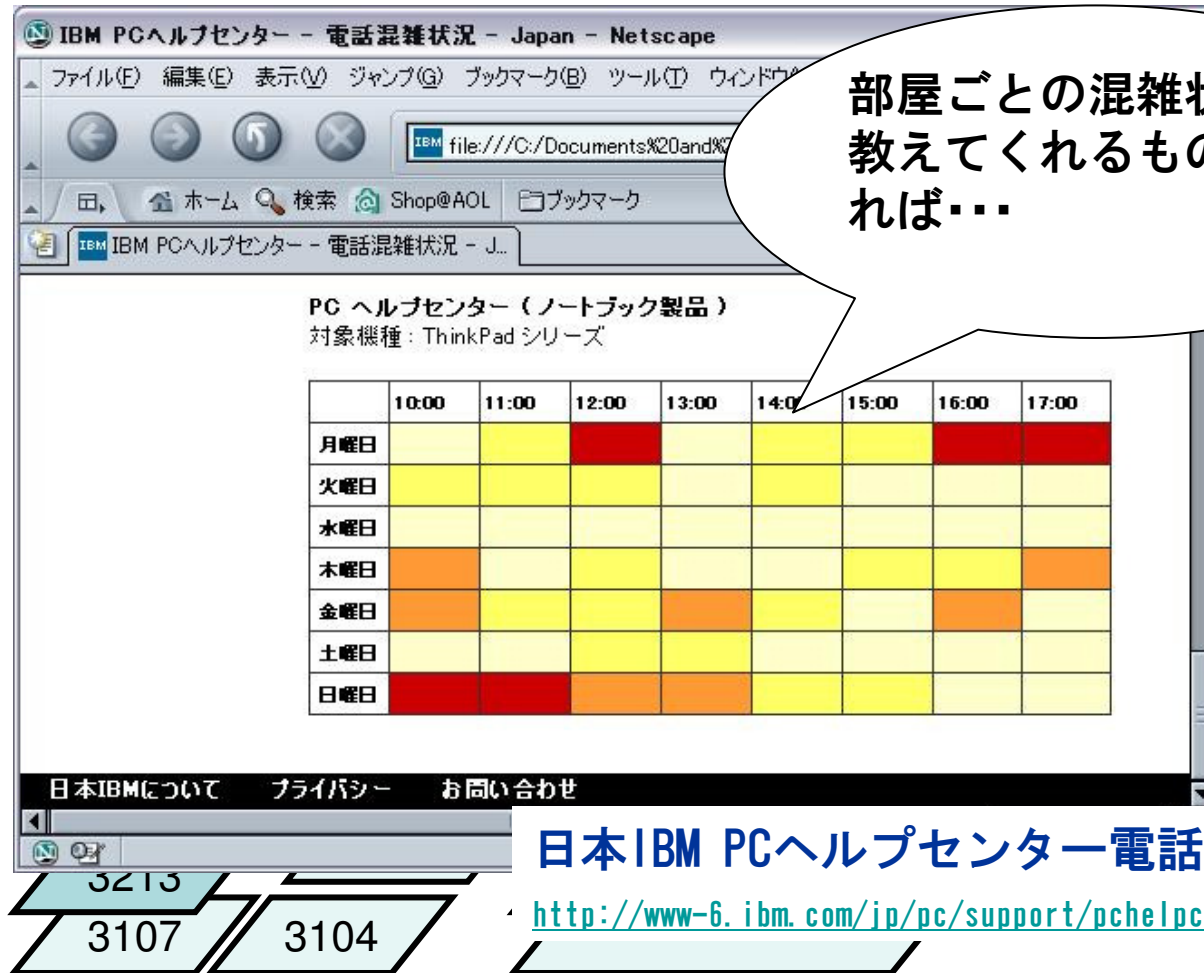 IBM PCヘルプセンター - 電話混雑状況 - Japan - Netscape
ファイル(F) 編集(E) 表示(V) ジャンプ(G) ブックマーク(B) ツール(T)
file:///C:/Documents%20and%
ホーム 検索 Shop@AOL ブックマーク
IBM IBM PCヘルプセンター - 電話混雑状況 - J...
部屋ごとの混雑
教えてくれるもの
れば・・・
PC ヘルプセンター ( ノートブック製品 )
対象機種 : ThinkPad シリーズ
10:00 11:00 12:00 13:00 14:00 15:00 16:00 17:00
月曜日
火曜日
水曜日
木曜日
金曜日
土曜日
日曜日
日本IBMについて プライバシー お問い合わせ
日本IBM PCヘルプセンター電話
http://www-6.ibm.com/jp/pc/support/pchelpc
3213
3107 3104